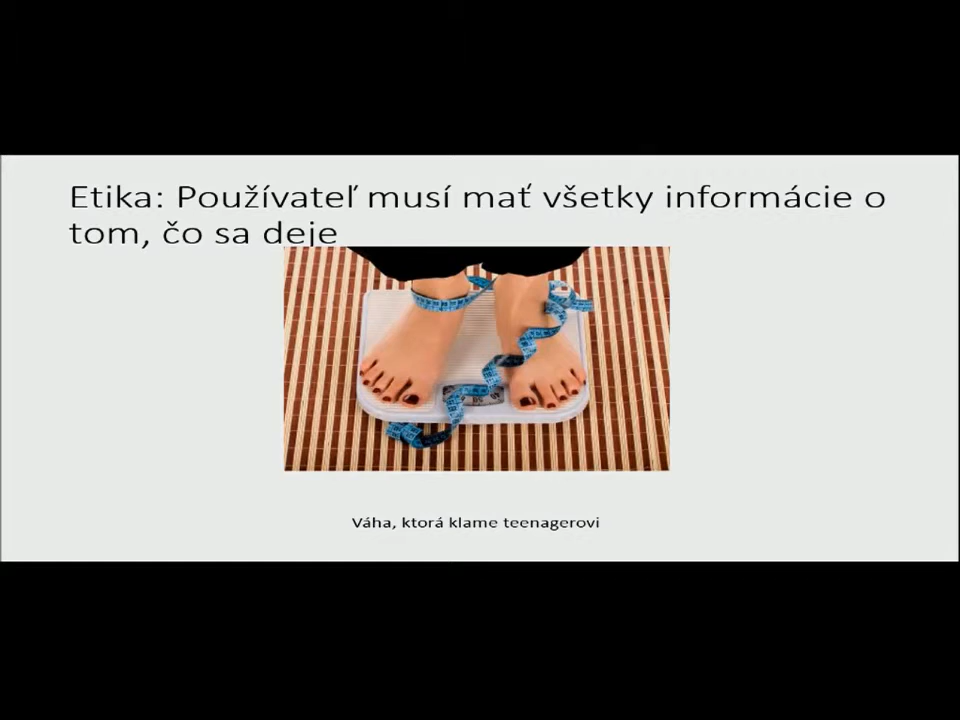 Etika: Používateľ musí mať všetky informácie o
tom, čo sa deje
Váha, ktorá klame teenagerovi